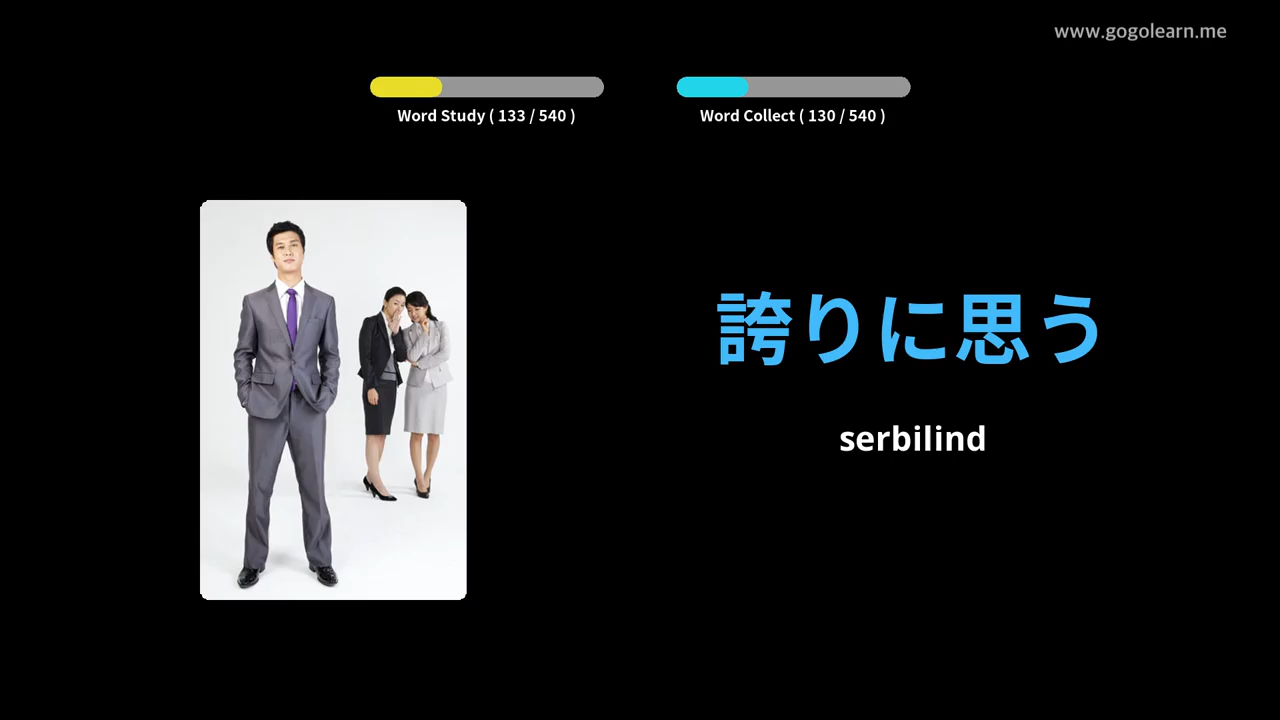 www.gogolearn.me
Word Study ( 133 / 540 )
Word Collect ( 130 / 540 )
誇りに思う
serbilind